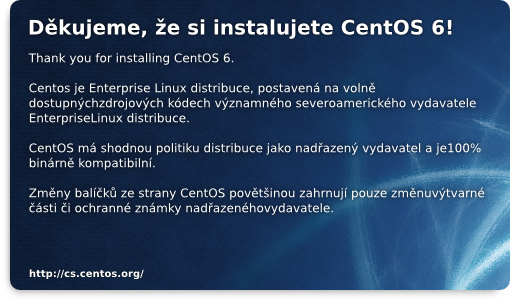 Děkujeme, že si instalujete CentOS 6!
Thank you for installing CentOS 6.
Centos je Enterprise Linux distribuce, postavená na volně
dostupnýchzdrojových kódech významného severoamerického vydavatele
EnterpriseLinux distribuce.
CentOS má shodnou politiku distribuce jako nadřazený vydavatel a je100%
binárně kompatibilní.
Změny balíčků ze strany CentOS povětšinou zahrnují pouze změnuvýtvarné
části či ochranné známky nadřazenéhovydavatele.
http://cs.centos.org/